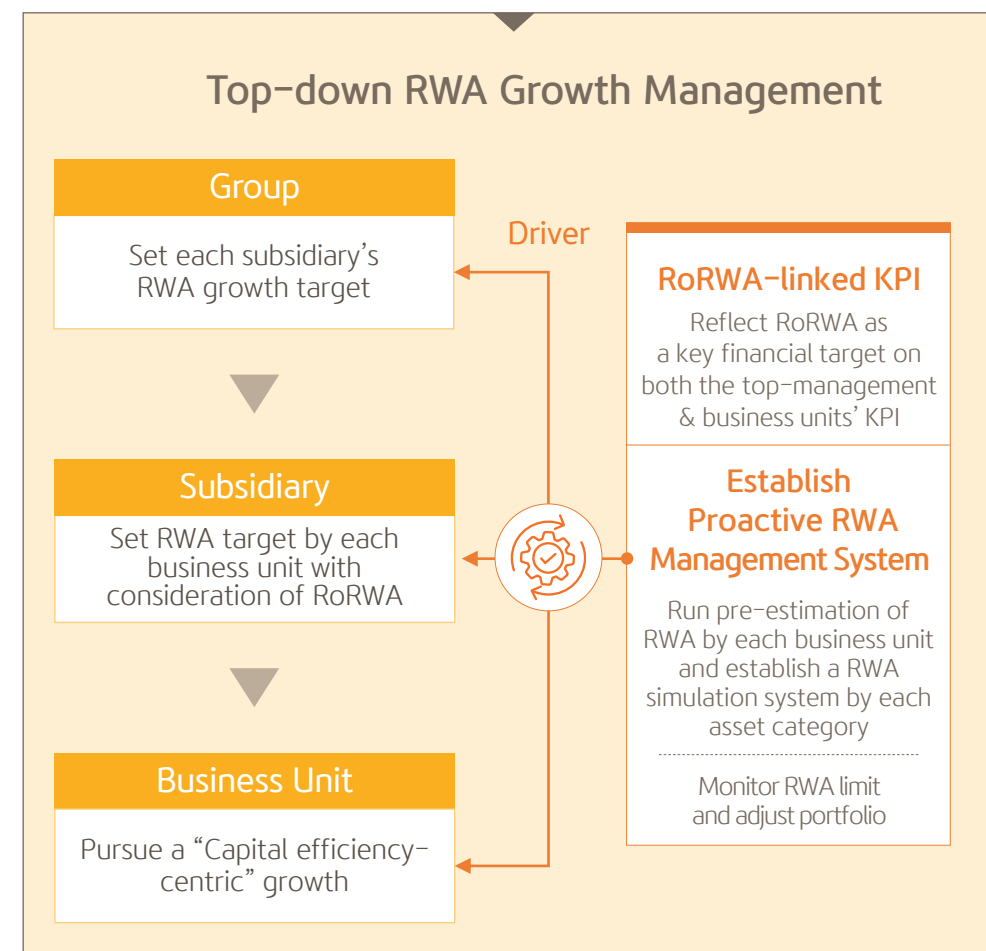 Top-down RWA Growth Management
Group
Set each subsidiary’s
RWA growth target
Subsidiary
Set RWA target by each
business unit with
consideration of RoRWA
Business Unit
Pursue a “Capital efficiency-
centric” growth
Driver
RoRWA-linked KPI
Reflect RoRWA as
a key financial target on
both the top-management
& business units’ KPI
Establish
Proactive RWA
Management System
Run pre-estimation of
RWA by each business unit
and establish a RWA
simulation system by each
asset category
Monitor RWA limit
and adjust portfolio